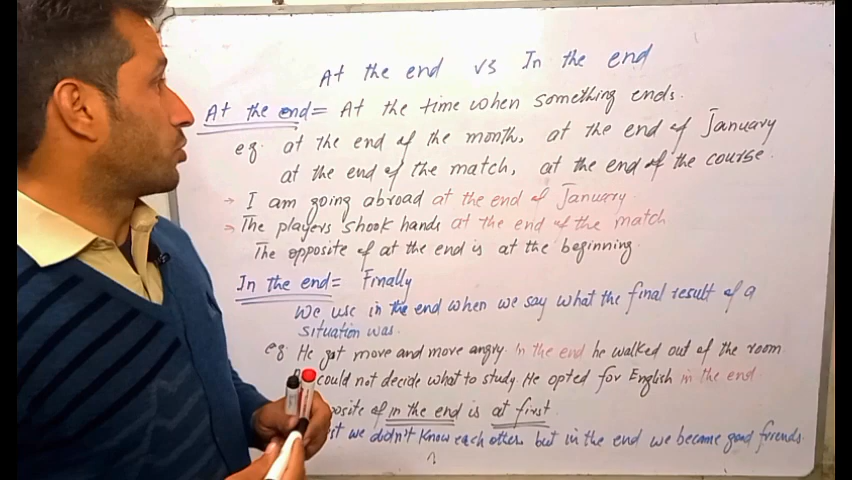 At the end vs In the end
At the end = At the time when something ends.
eg. at the end of the month, at the end of January
at the end of the match, at the end of the course.
→ I am going abroad at the end of January.
→ The players shook hands at the end of the match
The opposite of at the end is at the beginning.
In the end = Finally
We use in the end when we say what the final result of a
situation was.
eg. He got more and more angry. In the end he walked out of the room.
could not decide what to study. He opted for English in the end
of in the end is at first.
we didn't know each other, but in the end we became good friends.